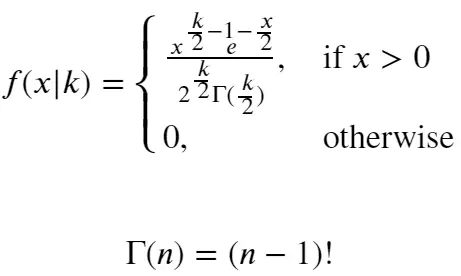 f(x|k) = { x^{k/2 − 1 −} e^{x/2} / 2^{k/2} Γ(k/2), if x > 0
0, otherwise
Γ(n) = (n − 1)!